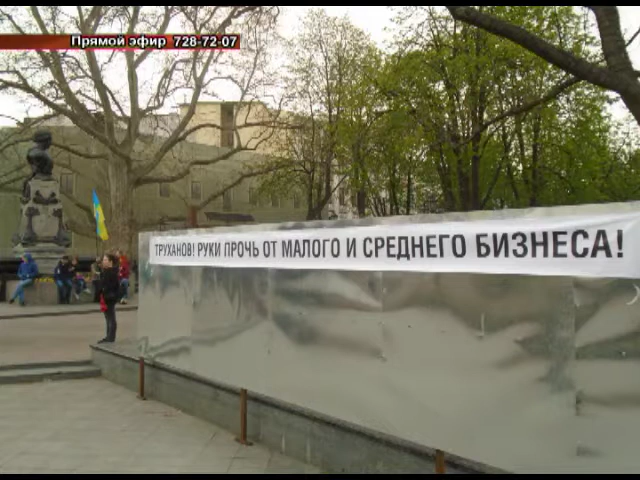 Прямой эфир 728-72-07
ТРУХАНОВ! РУКИ ПРОЧЬ ОТ МАЛОГО И СРЕДНЕГО БИЗНЕСА!